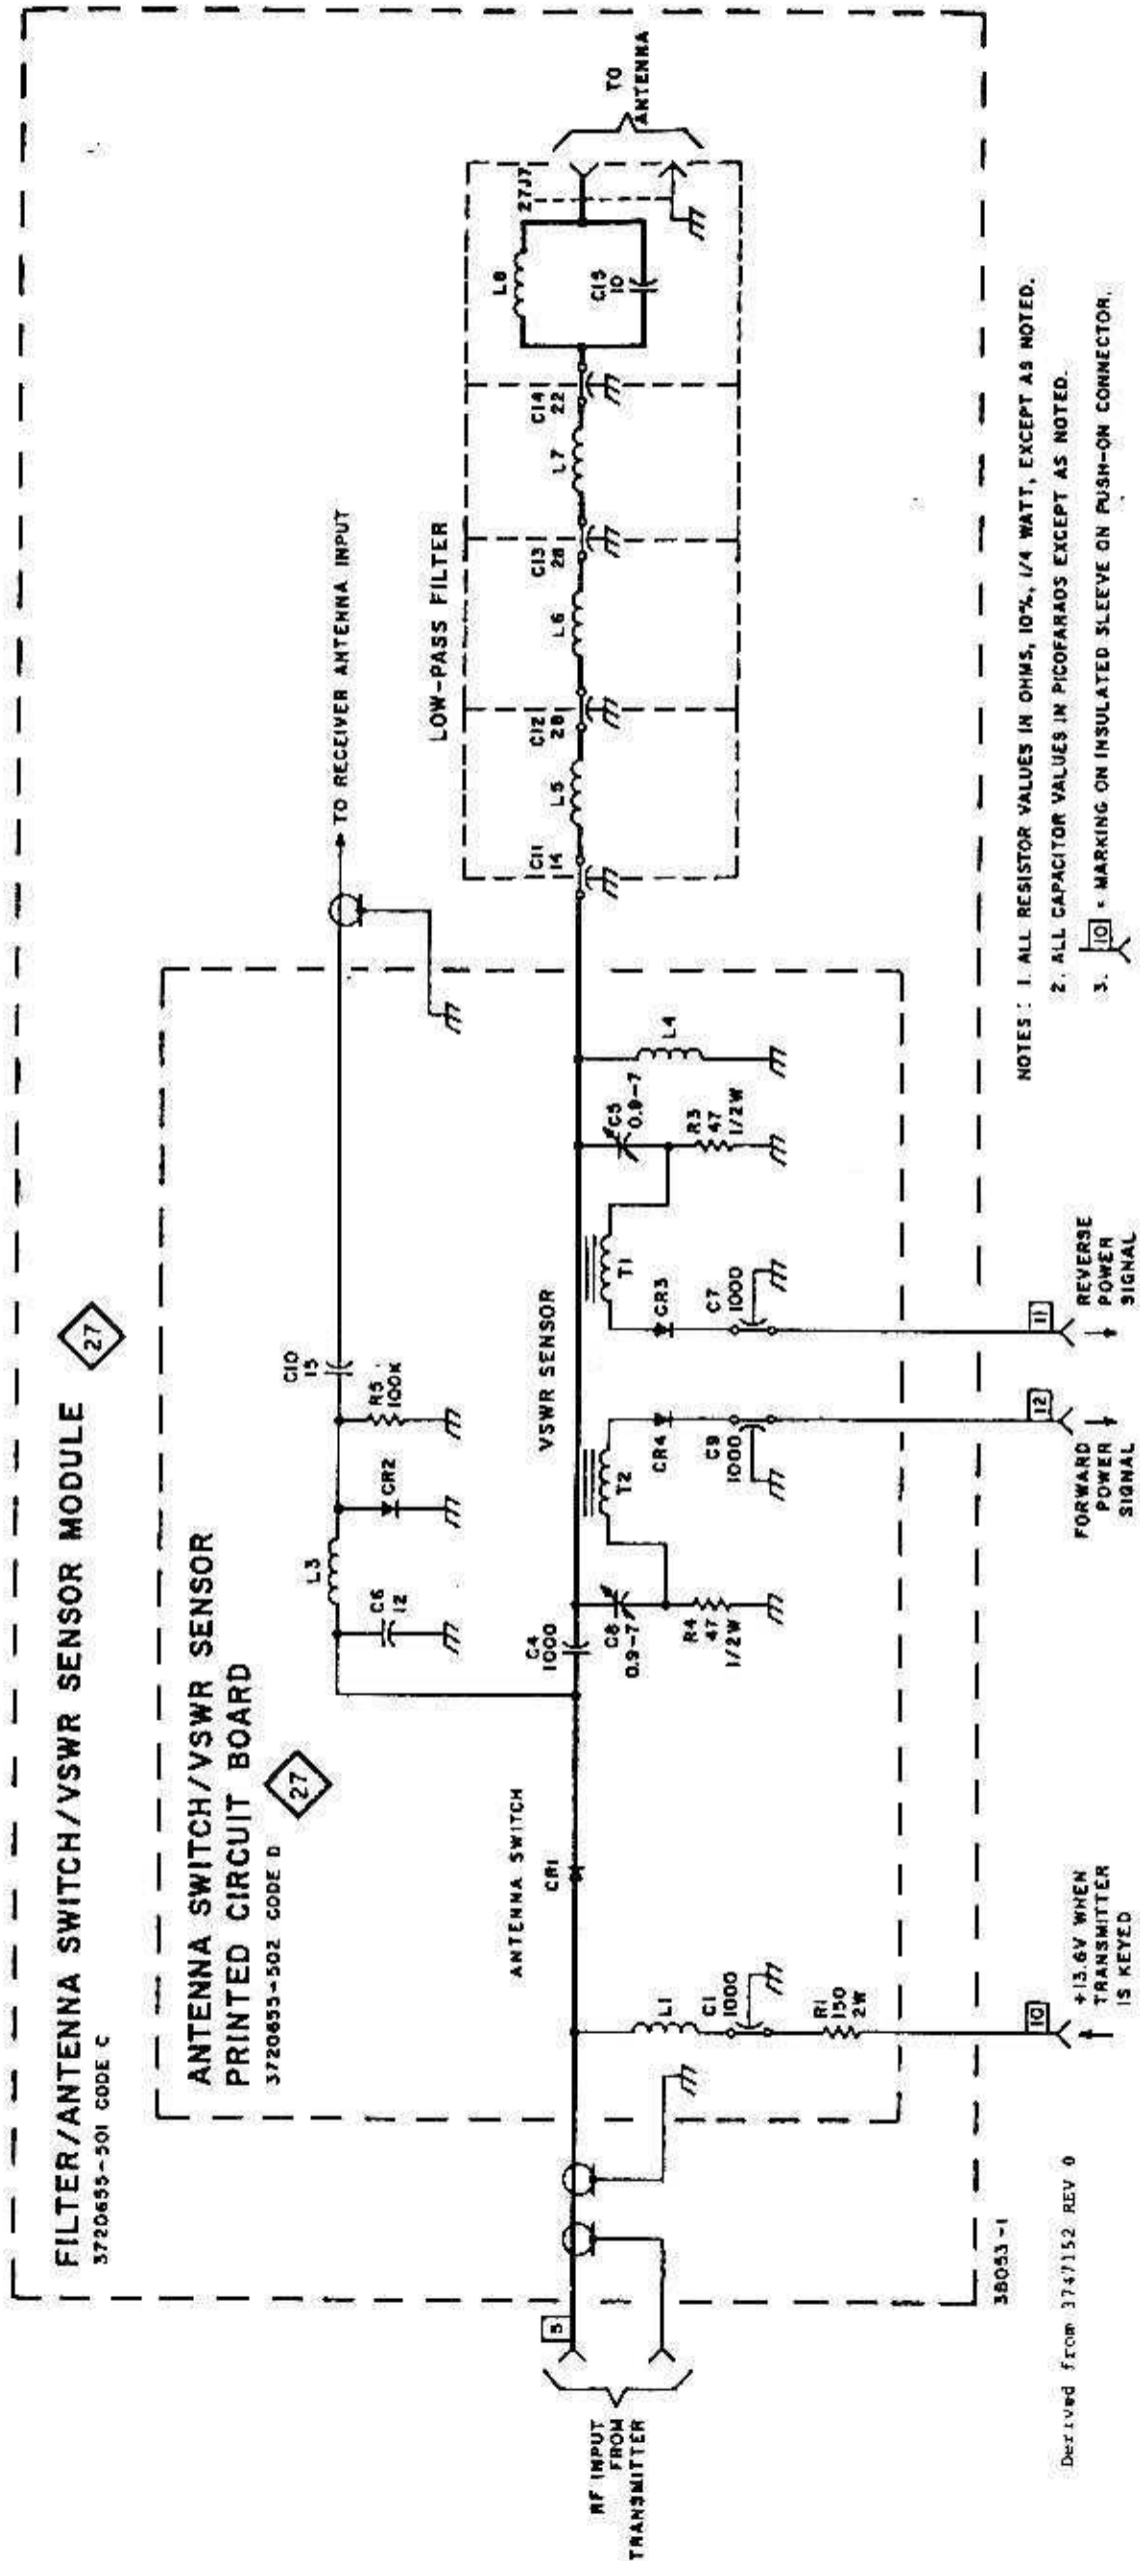 FILTER/ANTENNA SWITCH/VSWR SENSOR MODULE 27
3720655-501 CODE C
ANTENNA SWITCH/VSWR SENSOR
PRINTED CIRCUIT BOARD 27
3720655-502 CODE D
ANTENNA SWITCH
CR1
L3
C6
12
CR2
R5
100K
C10
15
TO RECEIVER ANTENNA INPUT
C4
1000
VSWR SENSOR
C8
0.9-7
R4
47
1/2W
T2
CR4
C9
1000
T1
CR3
C7
1000
C5
0.9-7
R3
47
1/2W
L4
LOW-PASS FILTER
C11
14
L5
C12
28
L6
C13
28
L7
C14
22
L8
C15
10
27J7
TO
ANTENNA
5
RF INPUT
FROM
TRANSMITTER
L1
C1
1000
R1
150
2W
10
+13.6V WHEN
TRANSMITTER
IS KEYED
12
FORWARD
POWER
SIGNAL
11
REVERSE
POWER
SIGNAL
NOTES: 1. ALL RESISTOR VALUES IN OHMS, 10%, 1/4 WATT, EXCEPT AS NOTED.
2. ALL CAPACITOR VALUES IN PICOFARADS EXCEPT AS NOTED.
3. 10 = MARKING ON INSULATED SLEEVE ON PUSH-ON CONNECTOR.
38053-1
Derived from 3747152 REV 0